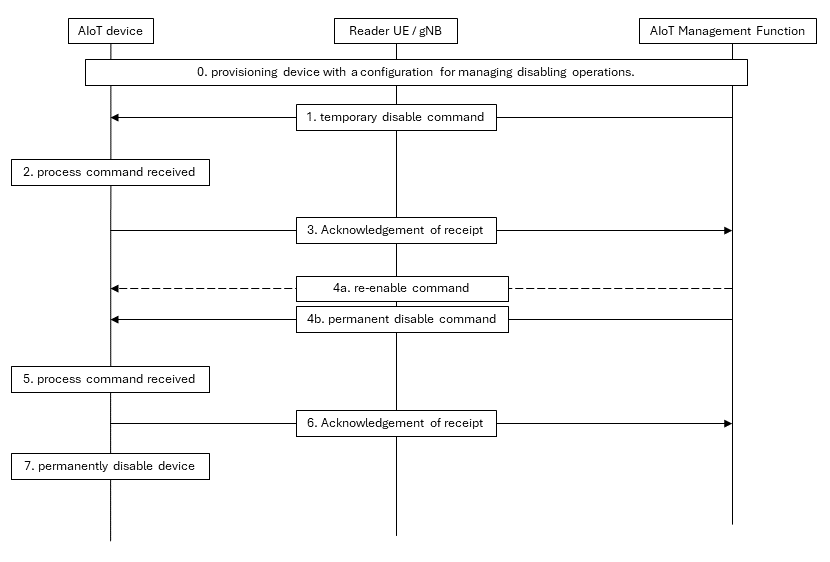 AIoT device
Reader UE / gNB
AIoT Management Function
0. provisioning device with a configuration for managing disabling operations.
1. temporary disable command
2. process command received
3. Acknowledgement of receipt
4a. re-enable command
4b. permanent disable command
5. process command received
6. Acknowledgement of receipt
7. permanently disable device